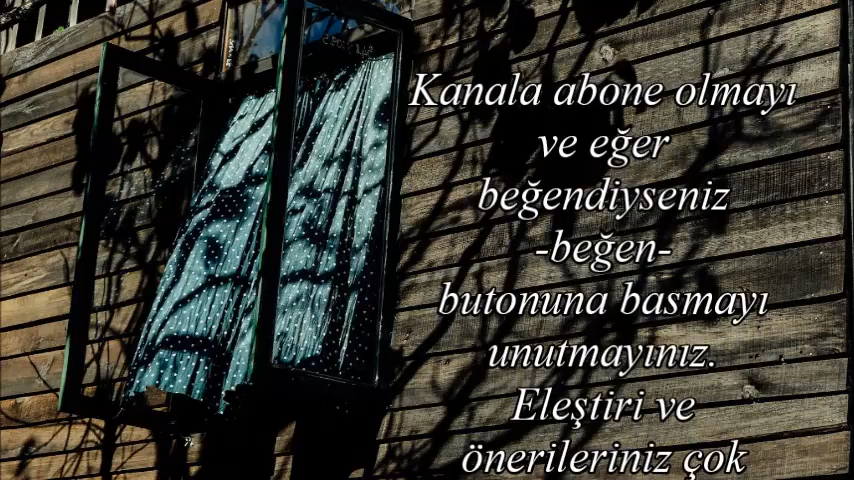 Kanala abone olmayı
ve eğer
beğendiyseniz
-beğen-
butonuna basmayı
unutmayınız.
Eleştiri ve
önerileriniz çok